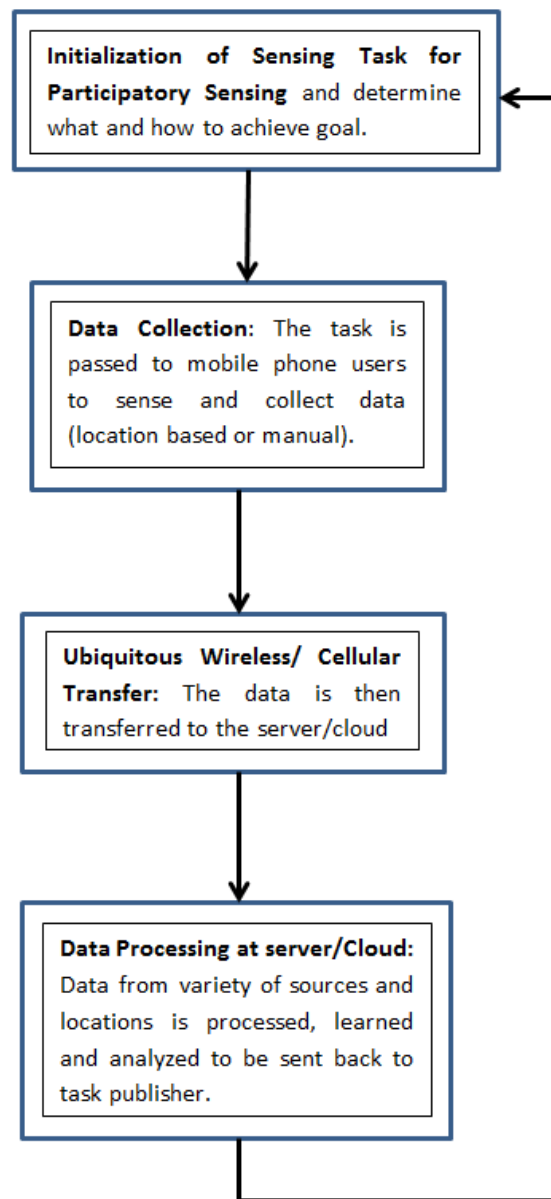 Initialization of Sensing Task for
Participatory Sensing and determine
what and how to achieve goal.
Data Collection: The task is
passed to mobile phone users
to sense and collect data
(location based or manual).
Ubiquitous Wireless/ Cellular
Transfer: The data is then
transferred to the server/cloud
Data Processing at server/Cloud:
Data from variety of sources and
locations is processed, learned
and analyzed to be sent back to
task publisher.